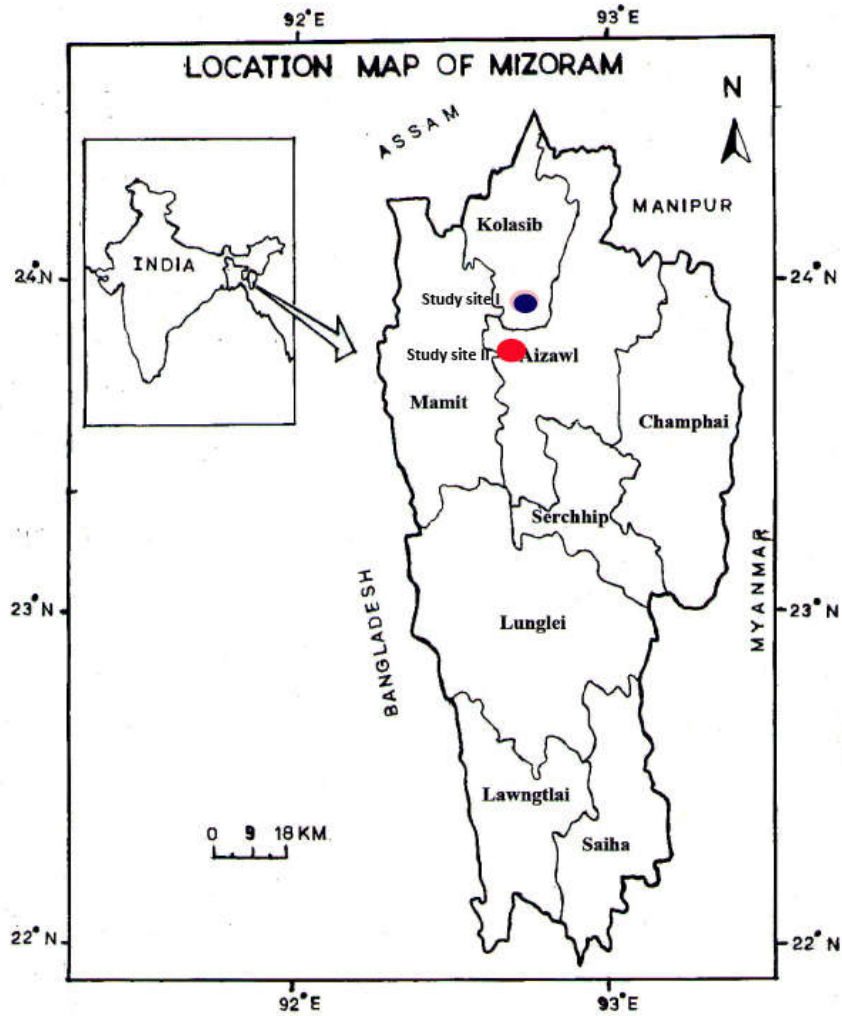 92°E 93°E
LOCATION MAP OF MIZORAM
N
ASSAM
MANIPUR
Kolasib
INDIA
24°N 24°N
Study site I
Study site II Aizawl
Mamit
Champhai
Serchhip
MYANMAR
BANGLADESH
23°N 23°N
Lunglei
Lawngtlai
0 9 18 KM.
Saiha
22°N 22°N
92°E 93°E